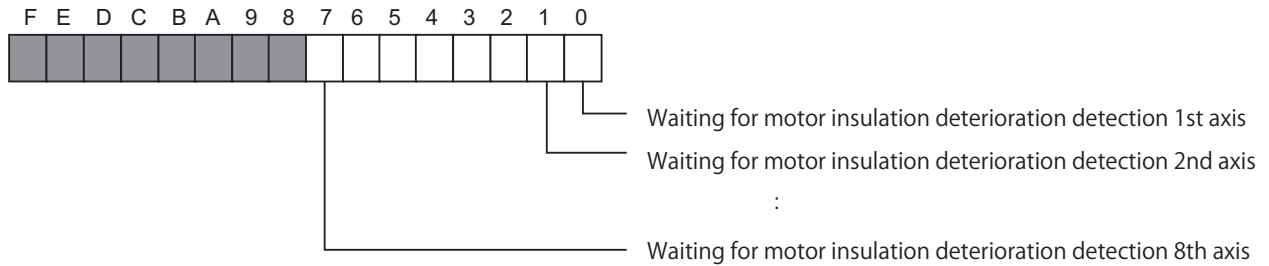 F E D C B A 9 8 7 6 5 4 3 2 1 0
Waiting for motor insulation deterioration detection 1st axis
Waiting for motor insulation deterioration detection 2nd axis
:
Waiting for motor insulation deterioration detection 8th axis